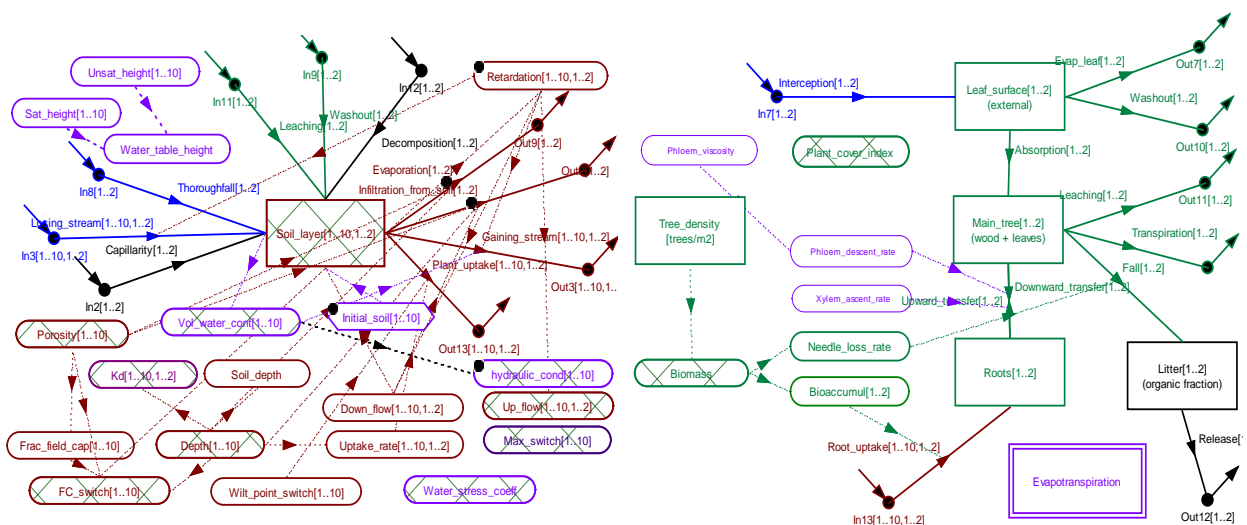 Unsat_height[1..10]
Sat_height[1..10]
Water_table_height
In11[1..2]
In9[1..2]
In12[1..2]
Leaching[1..2]
Washout[1..2]
Decomposition[1..2]
Retardation[1..10,1..2]
Out9[1..2]
Evaporation[1..2]
Infiltration_from_soil[1..2]
In8[1..2]
Thoroughfall[1..2]
Losing_stream[1..10,1..2]
In3[1..10,1..2]
Capillarity[1..2]
In2[1..2]
Soil_layer[1..10,1..2]
Gaining_stream[1..10,1..2]
Plant_uptake[1..10,1..2]
Out3[1..10,1..
Out13[1..10,1..2]
Porosity[1..10]
Vol_water_cont[1..10]
Initial_soil[1..10]
Kd[1..10,1..2]
Soil_depth
hydraulic_cond[1..10]
Down_flow[1..10,1..2]
Up_flow[1..10,1..2]
Frac_field_cap[1..10]
Depth[1..10]
Uptake_rate[1..10,1..2]
Max_switch[1..10]
FC_switch[1..10]
Wilt_point_switch[1..10]
Water_stress_coeff
Interception[1..2]
In7[1..2]
Leaf_surface[1..2]
(external)
Evap_leaf[1..2]
Out7[1..2]
Washout[1..2]
Out10[1..2]
Phloem_viscosity
Plant_cover_index
Absorption[1..2]
Tree_density
[trees/m2]
Main_tree[1..2]
(wood + leaves)
Leaching[1..2]
Out11[1..2]
Transpiration[1..2]
Fall[1..2]
Phloem_descent_rate
Xylem_ascent_rate
Upward_transfer[1..2]
Downward_transfer[1..2]
Needle_loss_rate
Biomass
Bioaccumul[1..2]
Roots[1..2]
Litter[1..2]
(organic fraction)
Root_uptake[1..10,1..2]
In13[1..10,1..2]
Evapotranspiration
Release[1
Out12[1..2]